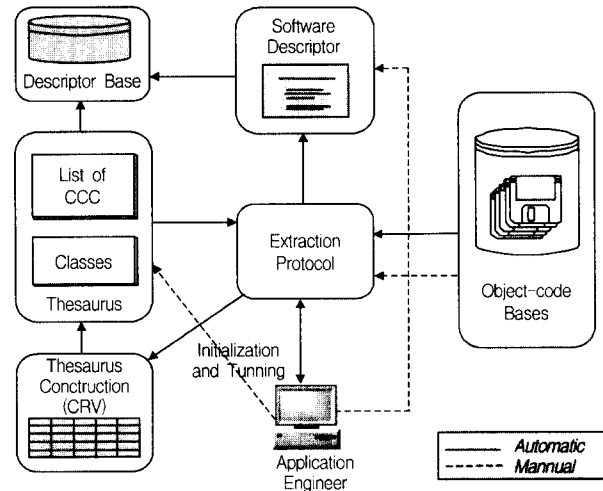 Descriptor Base
Software
Descriptor
List of
CCC
Classes
Thesaurus
Extraction
Protocol
Object-code
Bases
Thesaurus
Construction
(CRV)
Initialization
and Tunning
Application
Engineer
Automatic
Mannual